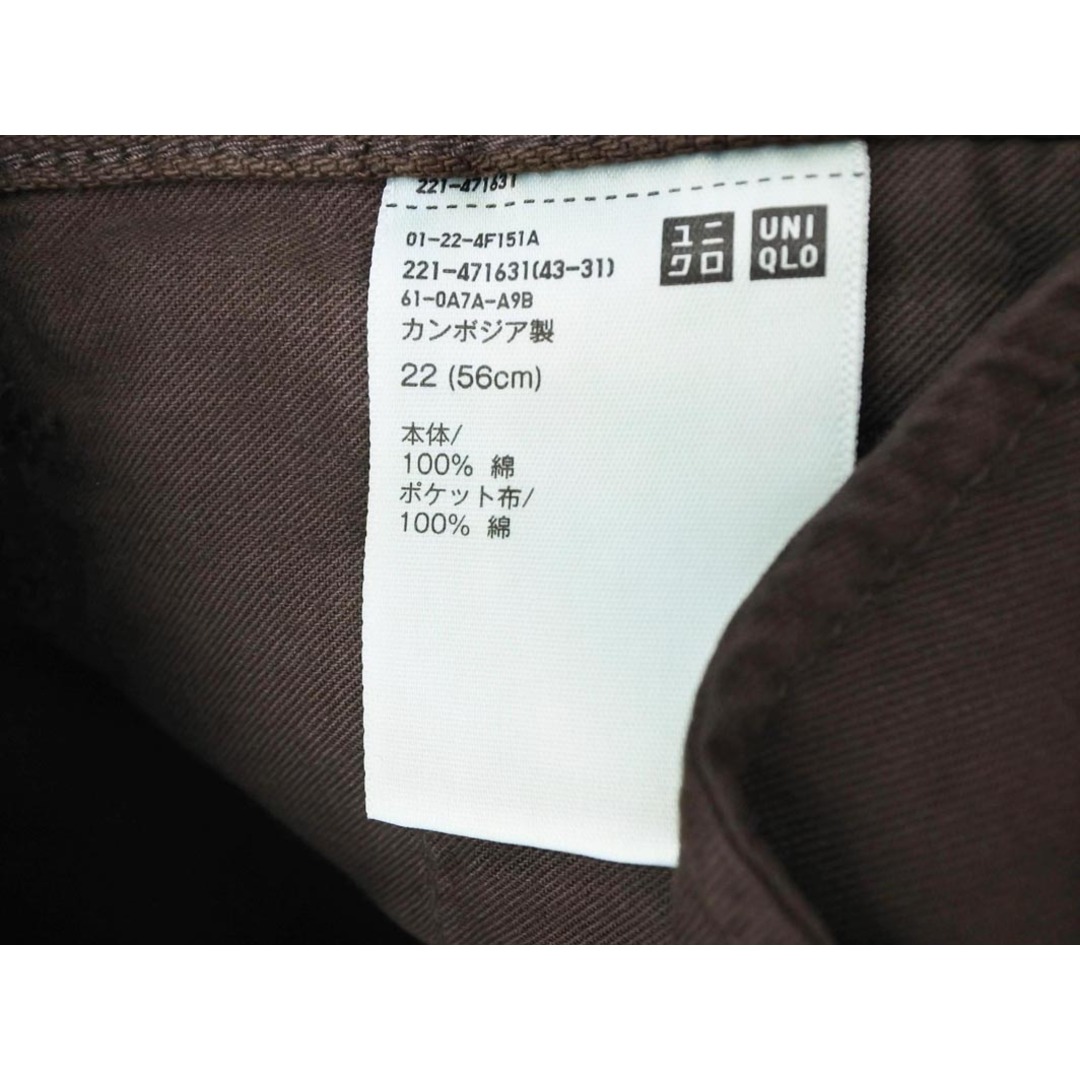 221-471631
01-22-4F151A
221-471631(43-31)
61-0A7A-A9B
カンボジア製
22 (56cm)
本体/
100% 綿
ポケット布/
100% 綿
ユニ
クロ
UNI
QLO